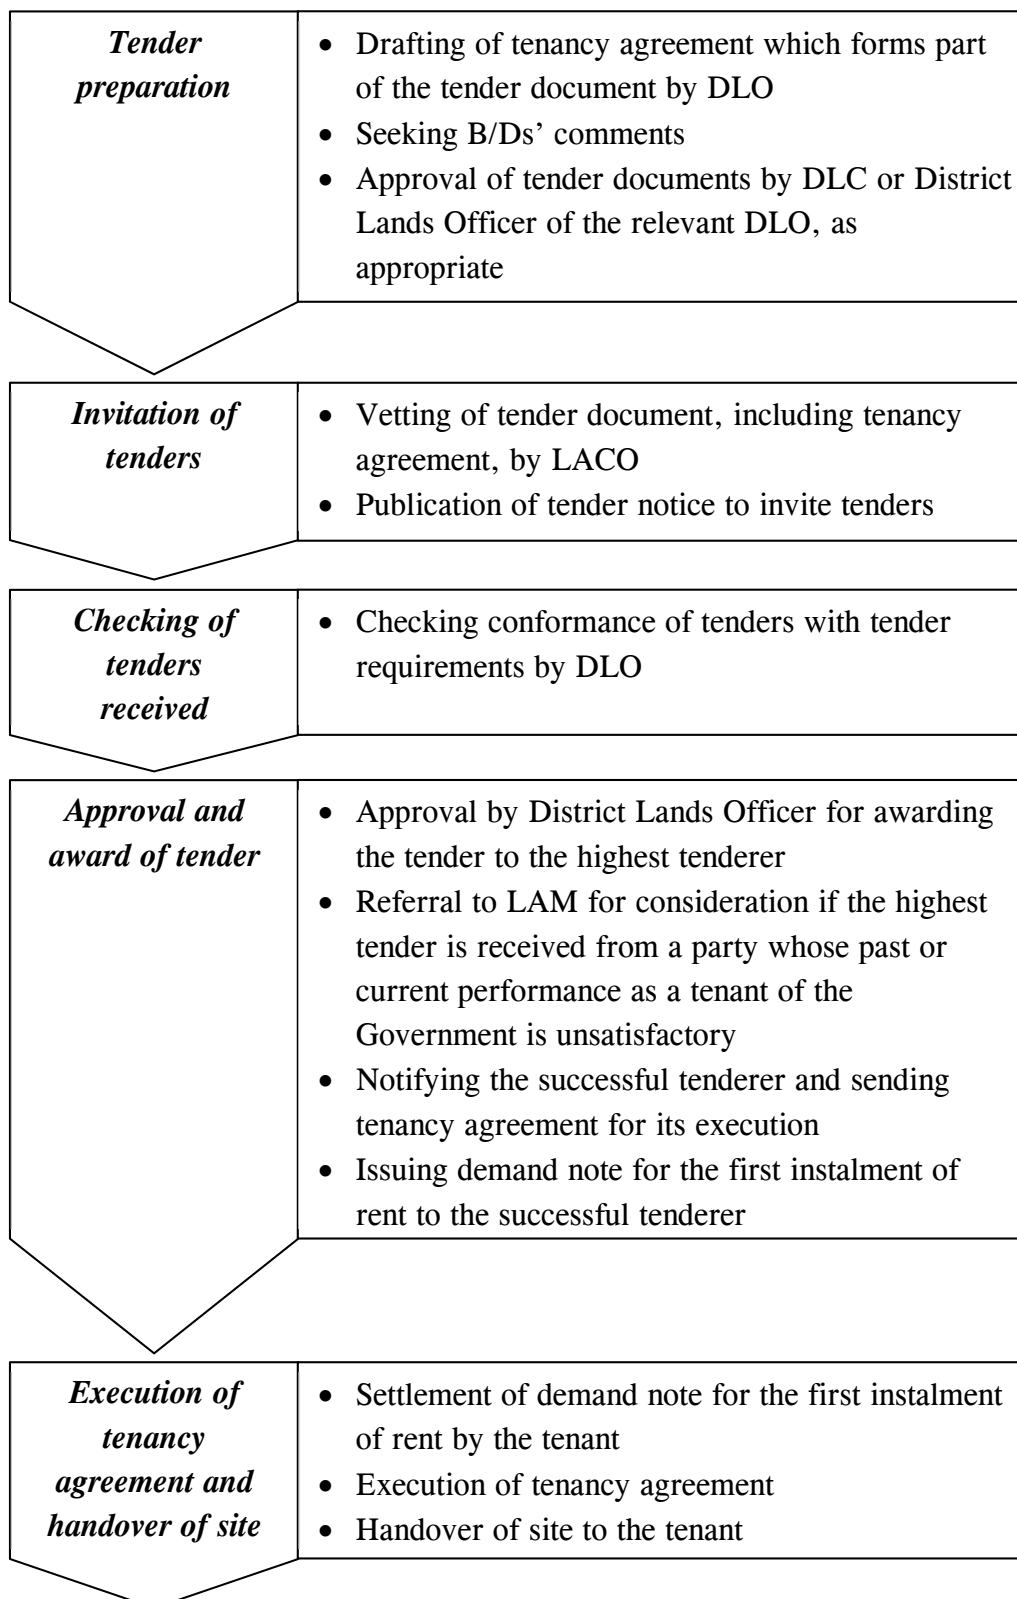 Tender
preparation
• Drafting of tenancy agreement which forms part
of the tender document by DLO
• Seeking B/Ds’ comments
• Approval of tender documents by DLC or District
Lands Officer of the relevant DLO, as
appropriate
Invitation of
tenders
• Vetting of tender document, including tenancy
agreement, by LACO
• Publication of tender notice to invite tenders
Checking of
tenders
received
• Checking conformance of tenders with tender
requirements by DLO
Approval and
award of tender
• Approval by District Lands Officer for awarding
the tender to the highest tenderer
• Referral to LAM for consideration if the highest
tender is received from a party whose past or
current performance as a tenant of the
Government is unsatisfactory
• Notifying the successful tenderer and sending
tenancy agreement for its execution
• Issuing demand note for the first instalment of
rent to the successful tenderer
Execution of
tenancy
agreement and
handover of site
• Settlement of demand note for the first instalment
of rent by the tenant
• Execution of tenancy agreement
• Handover of site to the tenant